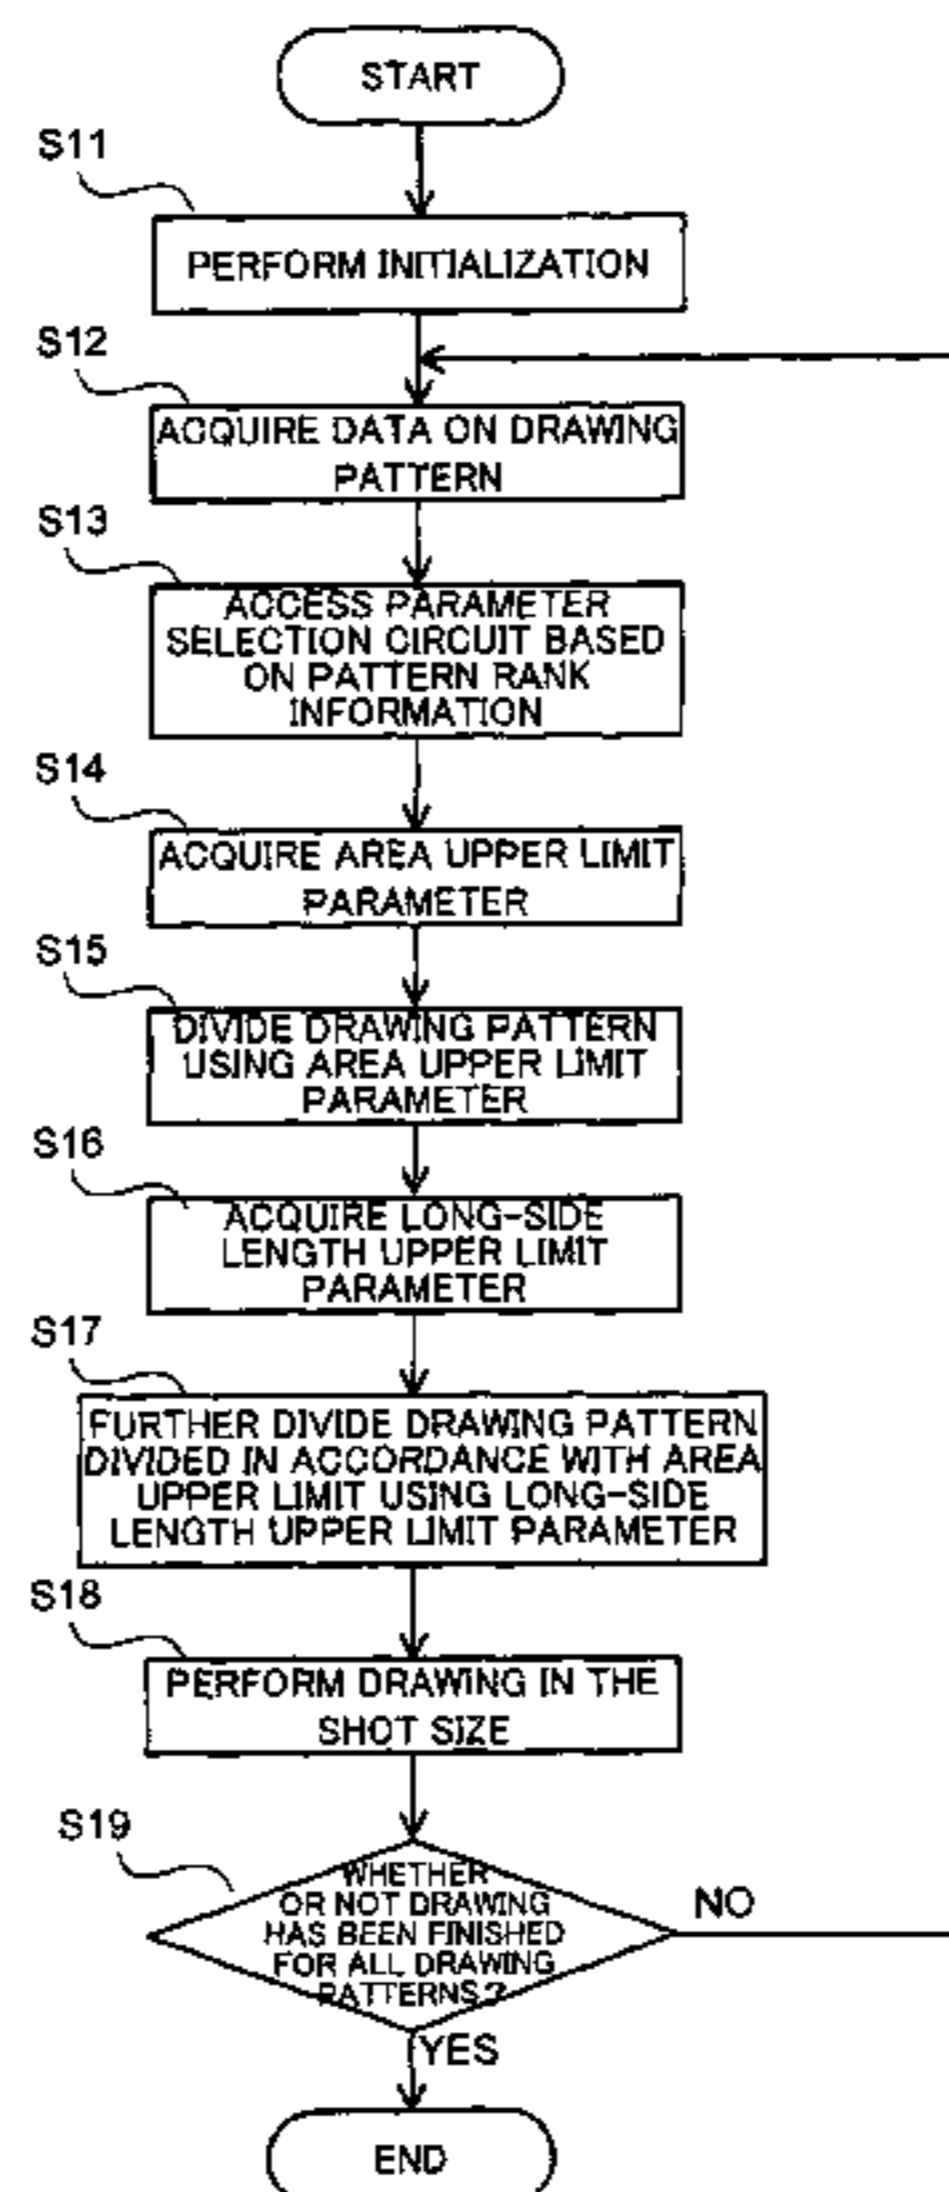 START
S11
PERFORM INITIALIZATION
S12
ACQUIRE DATA ON DRAWING
PATTERN
S13
ACCESS PARAMETER
SELECTION CIRCUIT BASED
ON PATTERN RANK
INFORMATION
S14
ACQUIRE AREA UPPER LIMIT
PARAMETER
S15
DIVIDE DRAWING PATTERN
USING AREA UPPER LIMIT
PARAMETER
S16
ACQUIRE LONG-SIDE
LENGTH UPPER LIMIT
PARAMETER
S17
FURTHER DIVIDE DRAWING PATTERN
DIVIDED IN ACCORDANCE WITH AREA
UPPER LIMIT USING LONG-SIDE
LENGTH UPPER LIMIT PARAMETER
S18
PERFORM DRAWING IN THE
SHOT SIZE
S19
WHETHER
OR NOT DRAWING
HAS BEEN FINISHED
FOR ALL DRAWING
PATTERNS?
NO
YES
END